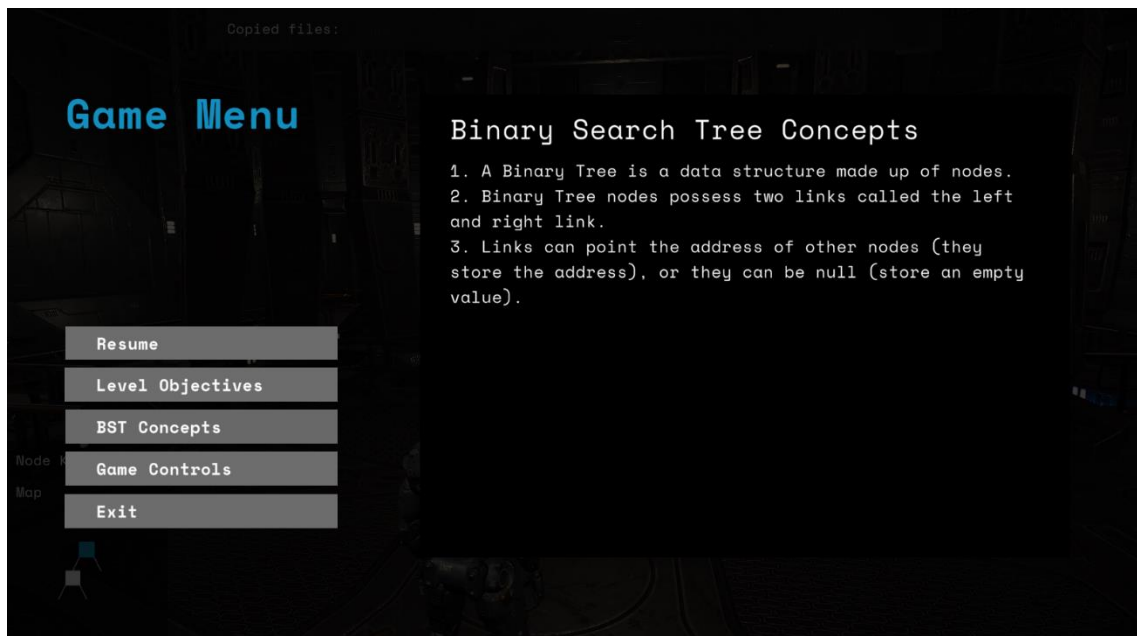 Copied files:
Game Menu
Binary Search Tree Concepts
1. A Binary Tree is a data structure made up of nodes.
2. Binary Tree nodes possess two links called the left
and right link.
3. Links can point the address of other nodes (they
store the address), or they can be null (store an empty
value).
Resume
Level Objectives
BST Concepts
Game Controls
Exit
Node
Map